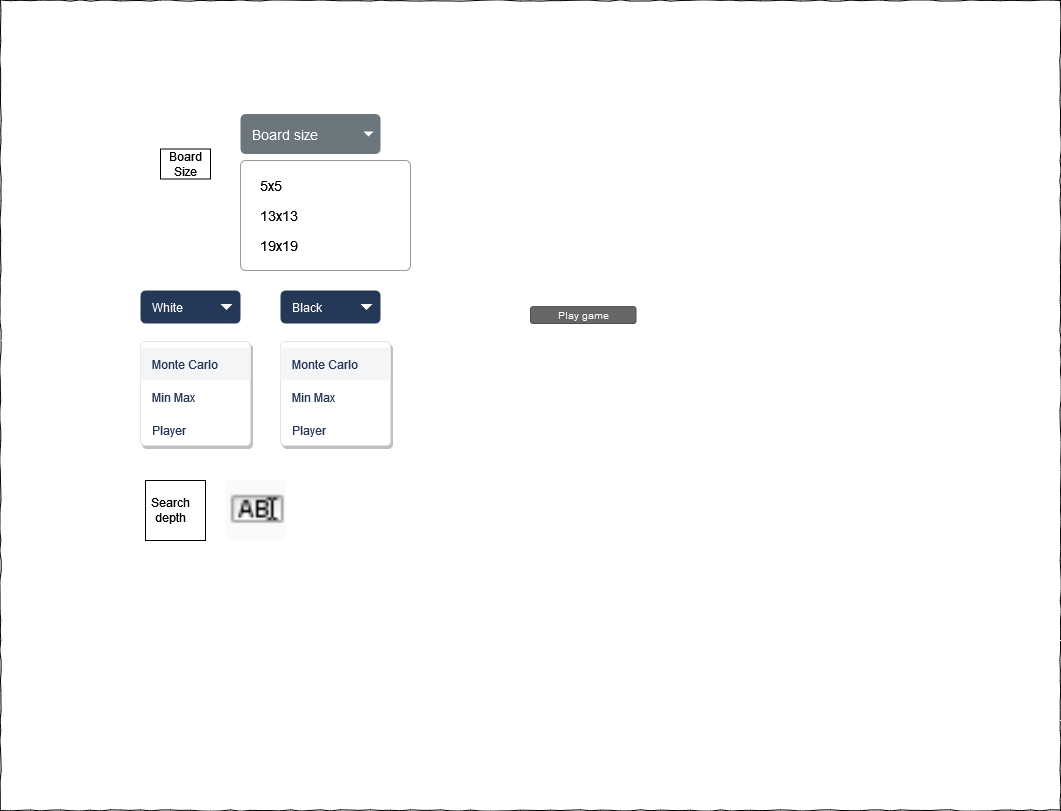 Board size
Board
Size
5x5
13x13
19x19
White
Black
Play game
Monte Carlo
Monte Carlo
Min Max
Min Max
Player
Player
Search
depth
AB